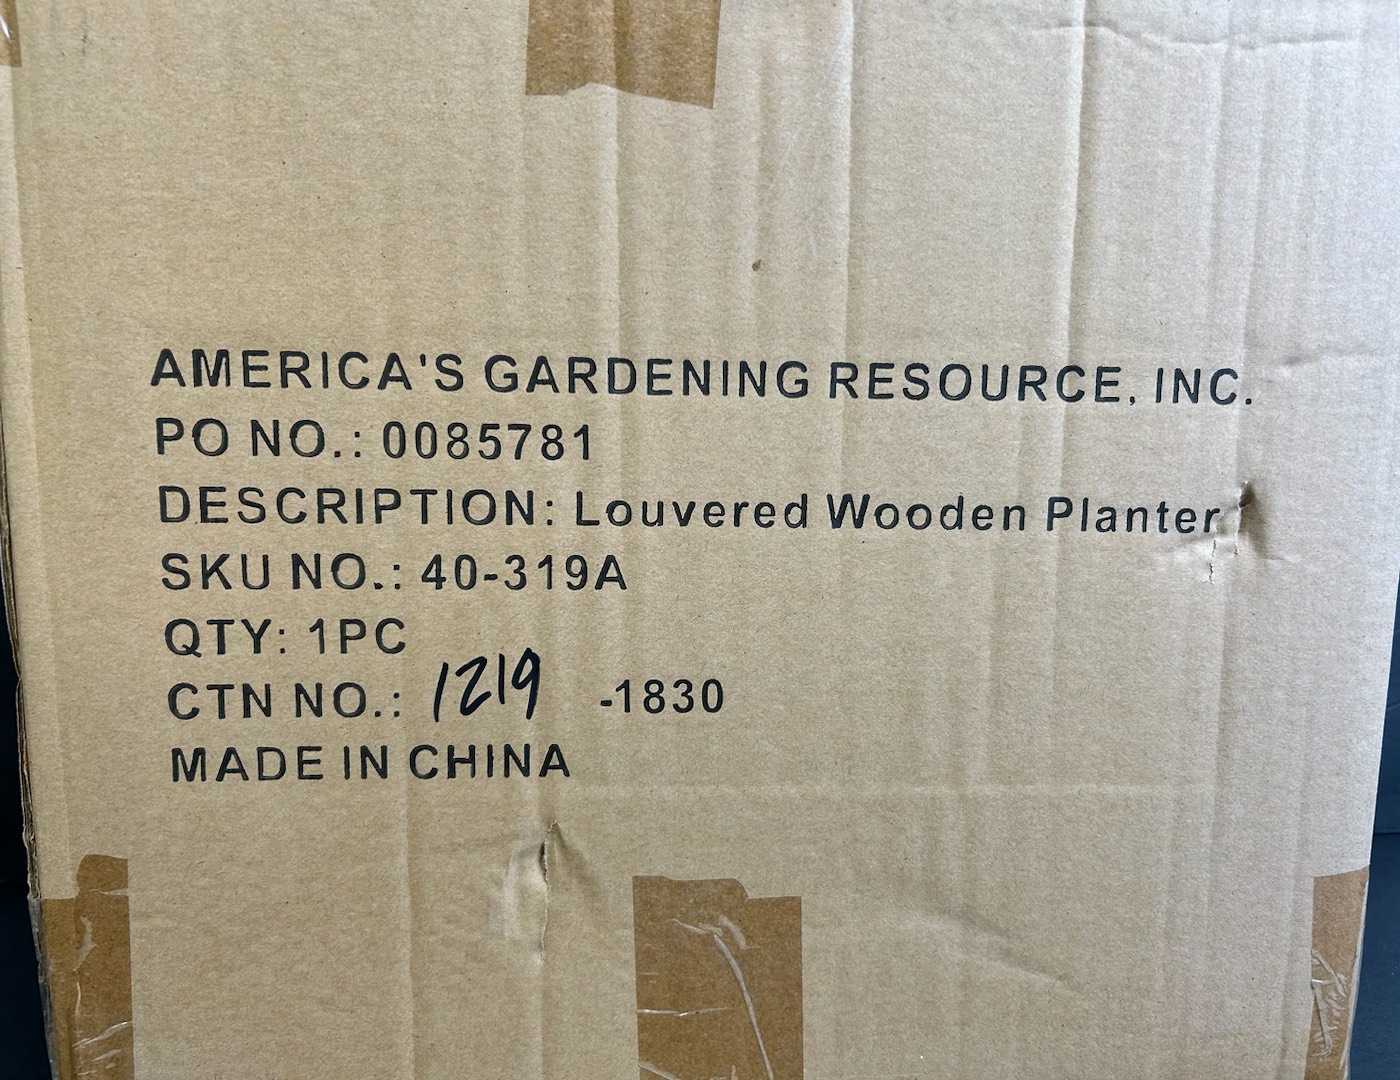 AMERICA'S GARDENING RESOURCE, INC.
PO NO.: 0085781
DESCRIPTION: Louvered Wooden Planter
SKU NO.: 40-319A
QTY: 1PC
CTN NO.: 1219 -1830
MADE IN CHINA